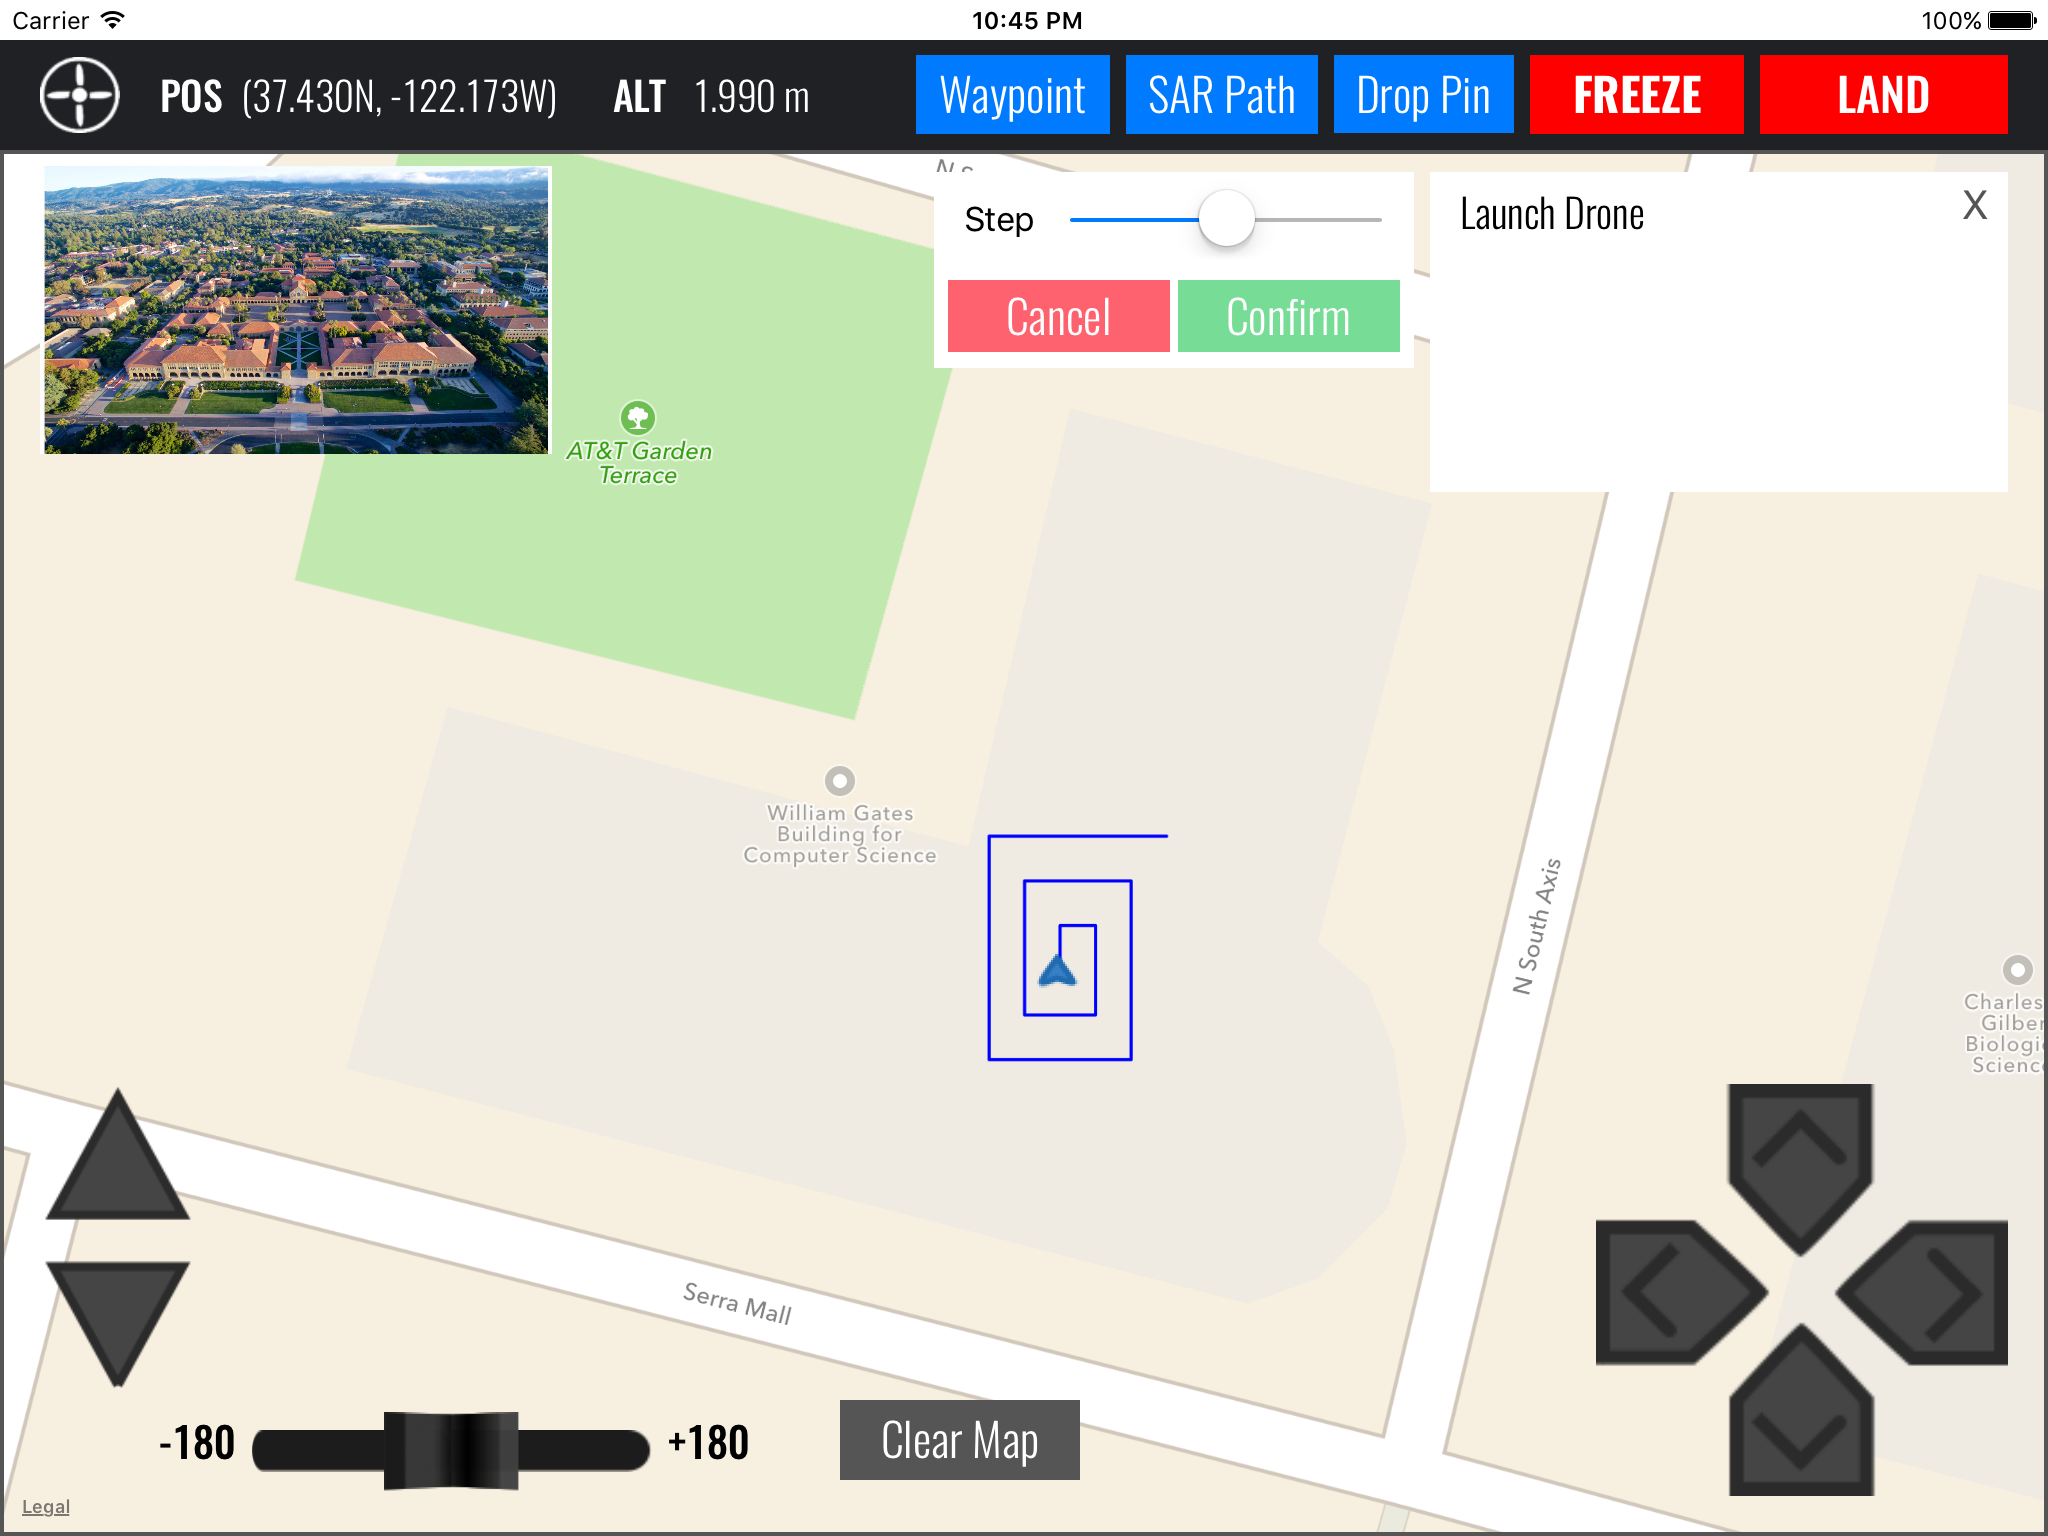 Carrier
10:45 PM
100%
POS (37.430N, -122.173W) ALT 1.990 m
Waypoint
SAR Path
Drop Pin
FREEZE
LAND
Step
Cancel
Confirm
Launch Drone
X
AT&T Garden
Terrace
William Gates
Building for
Computer Science
N South Axis
Charles
Gilber
Biologi
Scienc
Serra Mall
-180
+180
Clear Map
Legal